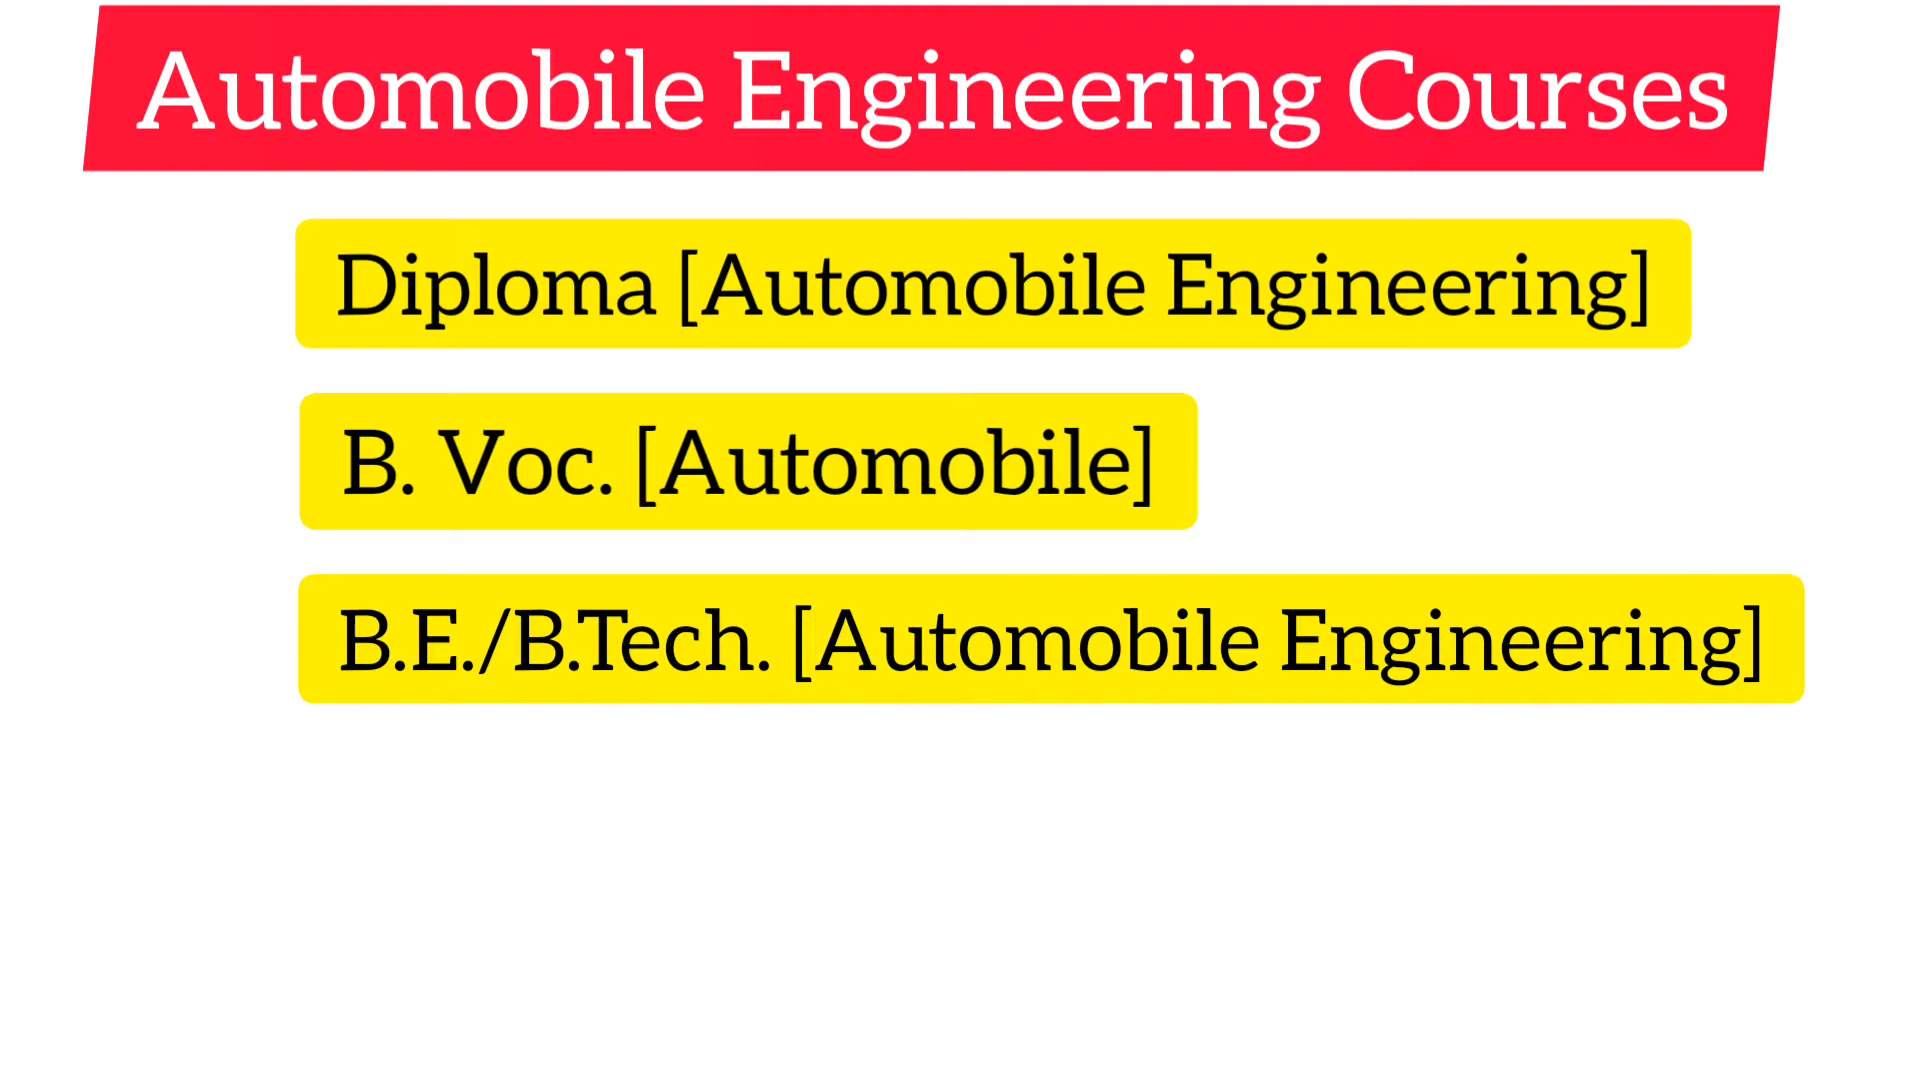 Automobile Engineering Courses
Diploma [Automobile Engineering]
B. Voc. [Automobile]
B.E./B.Tech. [Automobile Engineering]